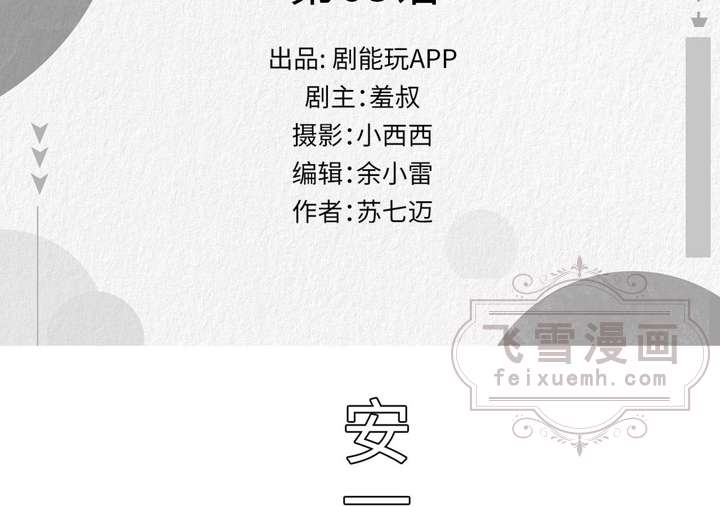 出品: 剧能玩APP
剧主：羞叔
摄影：小西西
编辑：余小雷
作者：苏七迈
飞雪漫画
feixuemh.com
安
一